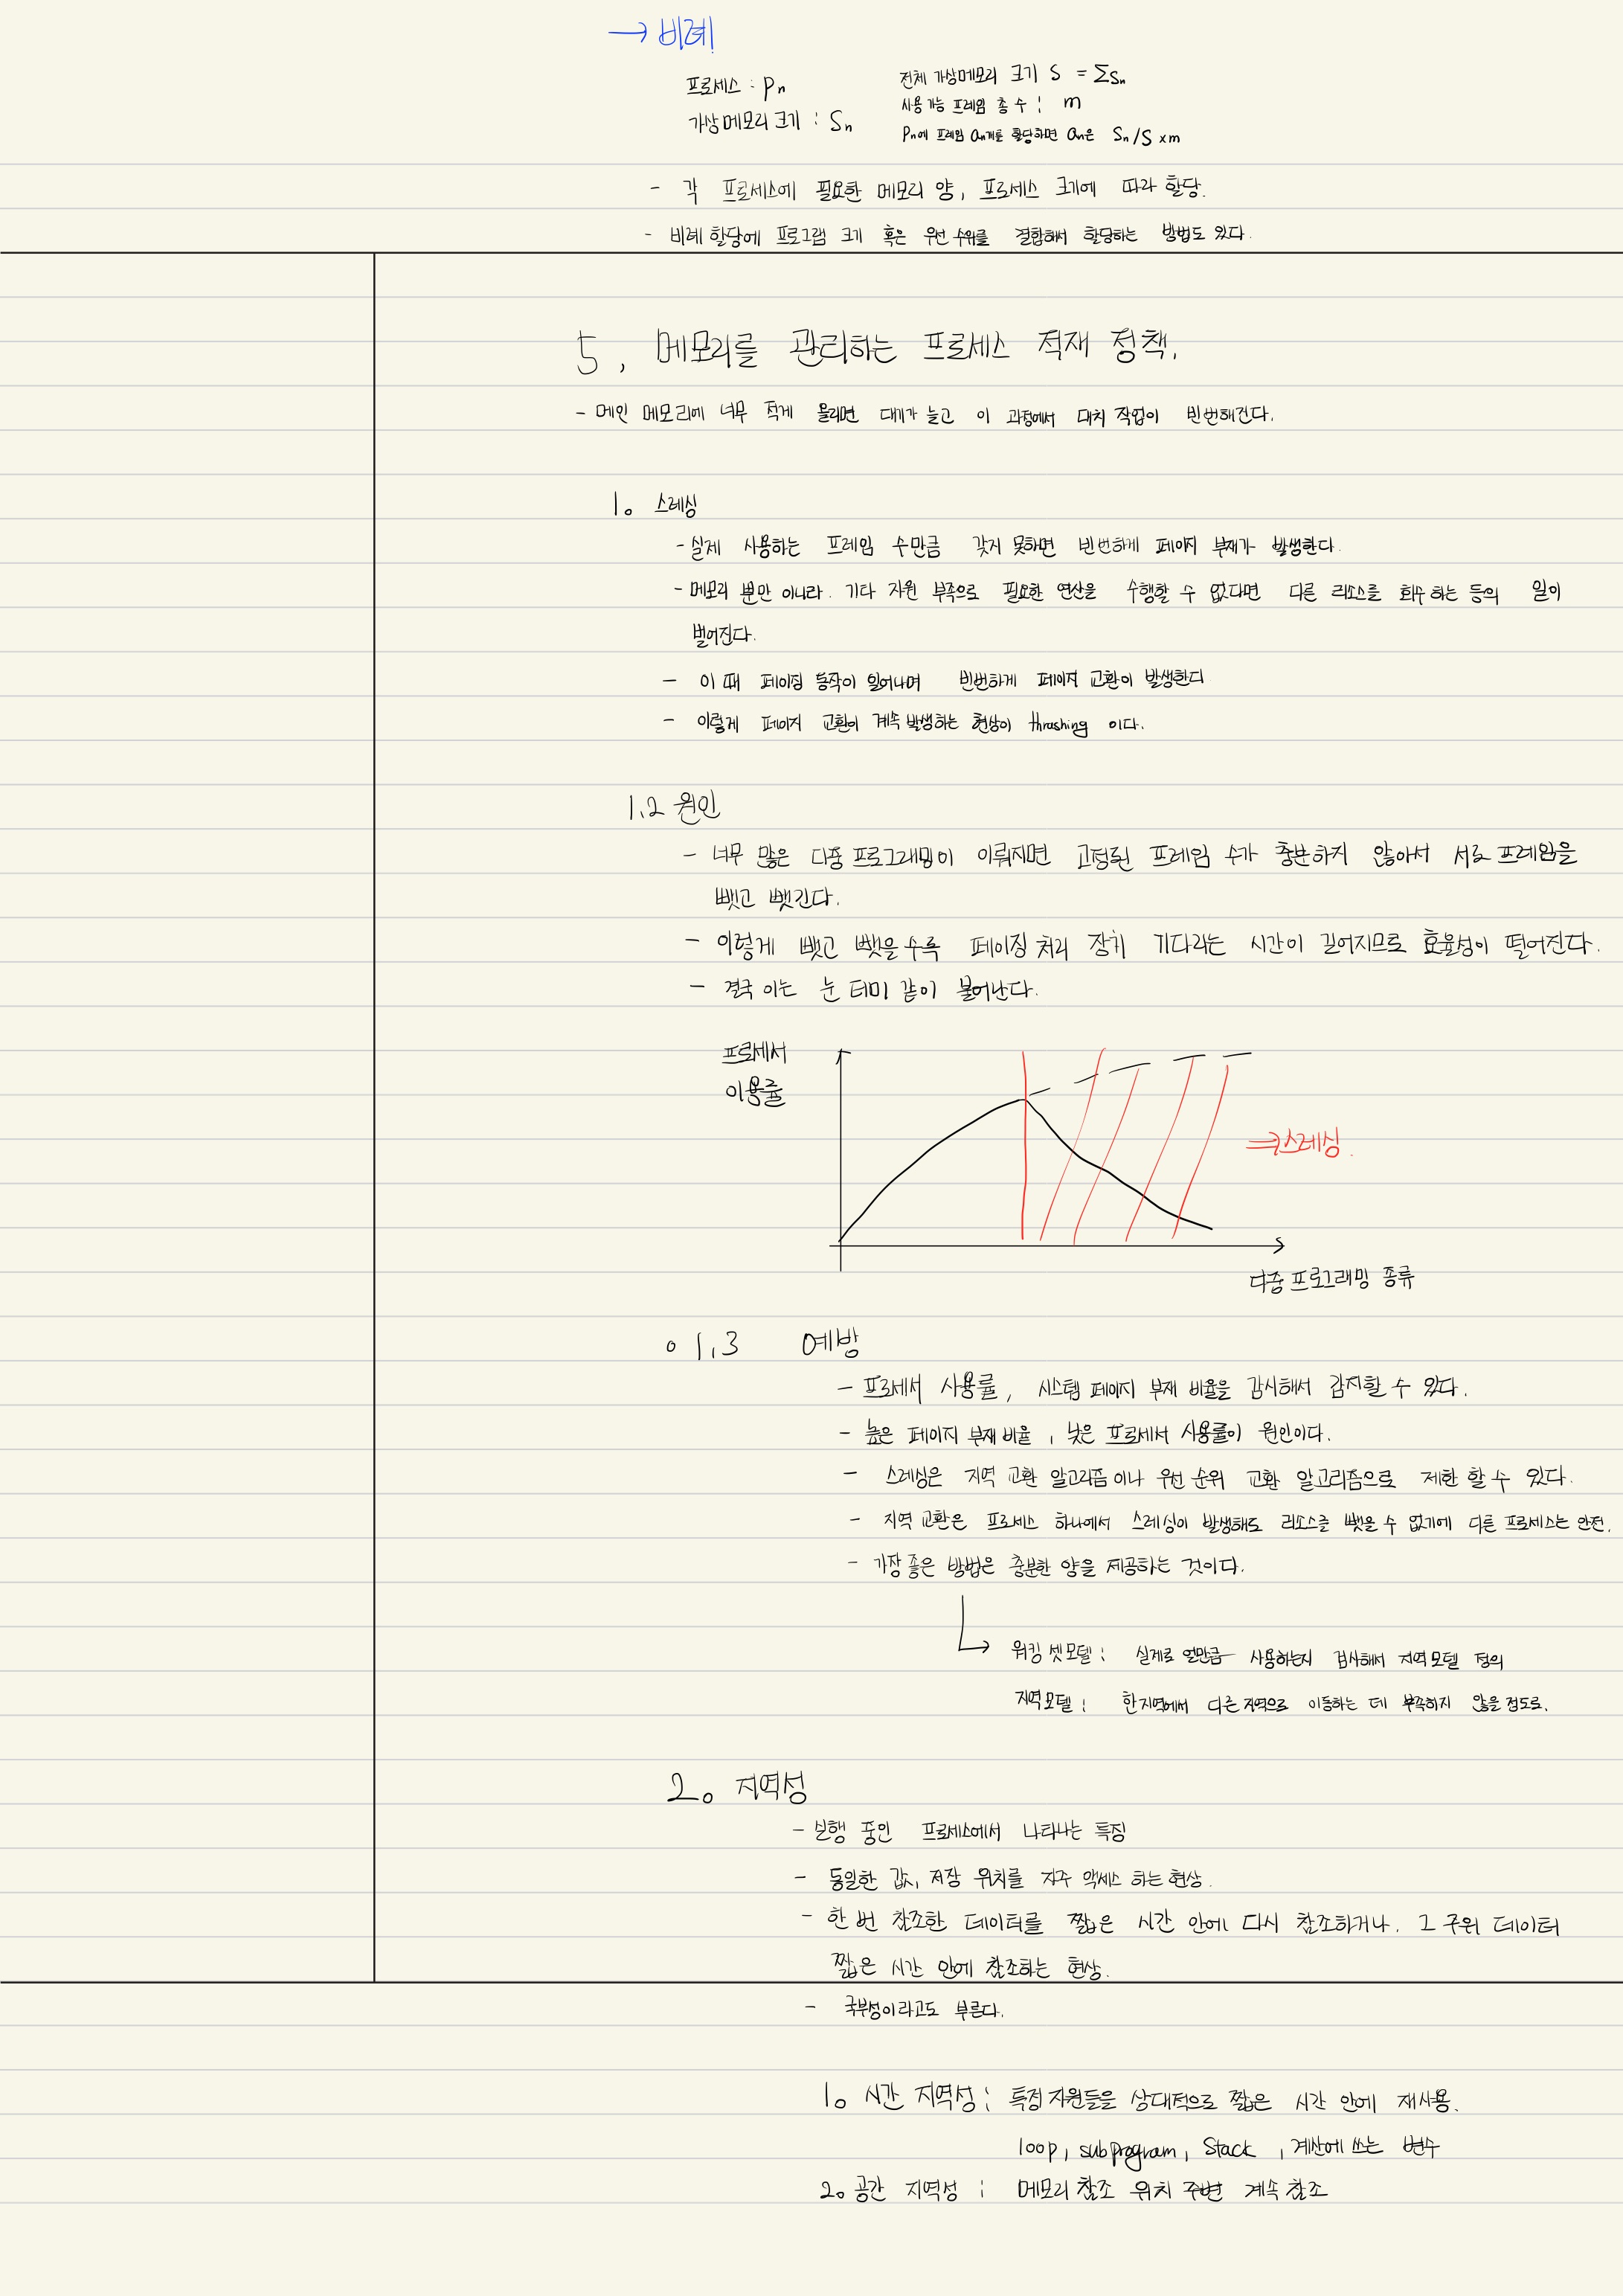 → 비례!
프로세스 : Pn
가상메모리 크기 : Sn
전체 가상메모리 크기 S = ΣSn
사용가능 프레임 총 수 : m
Pn에 프레임 an개를 할당하면 an은 Sn/S × m
- 각 프로세스에 필요한 메모리 양, 프로세스 크기에 따라 할당.
- 비례 할당에 프로그램 크기 혹은 우선 순위를 결합해서 할당하는 방법도 있다.
5, 메모리를 관리하는 프로세스 적재 정책.
- 메인 메모리에 너무 적게 올리면 대기가 늘고 이 과정에서 대치 작업이 빈번해진다.
1. 스레싱
- 실제 사용하는 프레임 수만큼 갖지 못하면 빈번하게 페이지 부재가 발생한다.
- 메모리 뿐만 아니라. 기타 자원 부족으로 필요한 연산을 수행할 수 없다면 다른 리소스를 회수 하는 등의 일이
벌어진다.
- 이 때 페이징 동작이 일어나며 빈번하게 페이지 교환이 발생한다
- 이렇게 페이지 교환이 계속 발생하는 현상이 thrashing 이다.
1.2 원인
- 너무 많은 다중 프로그래밍이 이뤄지면 고정된 프레임 수가 충분하지 않아서 서로 프레임을
뺏고 뺏긴다.
- 이렇게 뺏고 뺏을수록 페이징 처리 장치 기다리는 시간이 길어지므로 효율성이 떨어진다.
- 결국 이는 눈 더미 같이 불어난다.
프로세서
이용률
⇒ 스레싱.
다중 프로그래밍 종류
○ 1.3 예방
- 프로세서 사용률, 시스템 페이지 부재 비율을 감시해서 감지할 수 있다.
- 높은 페이지 부재 비율, 낮은 프로세서 사용률이 원인이다.
- 스레싱은 지역 교환 알고리즘이나 우선 순위 교환 알고리즘으로 제한 할 수 있다.
- 지역 교환은 프로세스 하나에서 스레싱이 발생해도 리소스를 뺏을 수 없기에 다른 프로세스는 안전.
- 가장 좋은 방법은 충분한 양을 제공하는 것이다.
워킹 셋모델 : 실제로 얼만큼 사용하는지 검사해서 지역모델 정의
지역모델 : 한지역에서 다른 지역으로 이동하는 데 부족하지 않을 정도로.
2. 지역성
- 실행 중인 프로세스에서 나타나는 특징
- 동일한 값, 저장 위치를 자주 액세스 하는 현상.
- 한 번 참조한 데이터를 짧은 시간 안에 다시 참조하거나. 그 주위 데이터
짧은 시간 안에 참조하는 현상.
- 국부성이라고도 부른다.
1. 시간 지역성 : 특정자원들을 상대적으로 짧은 시간 안에 재사용.
loop, subprogram, Stack, 계산에 쓰는 변수
2. 공간 지역성 : 메모리 참조 위치 주변 계속 참조